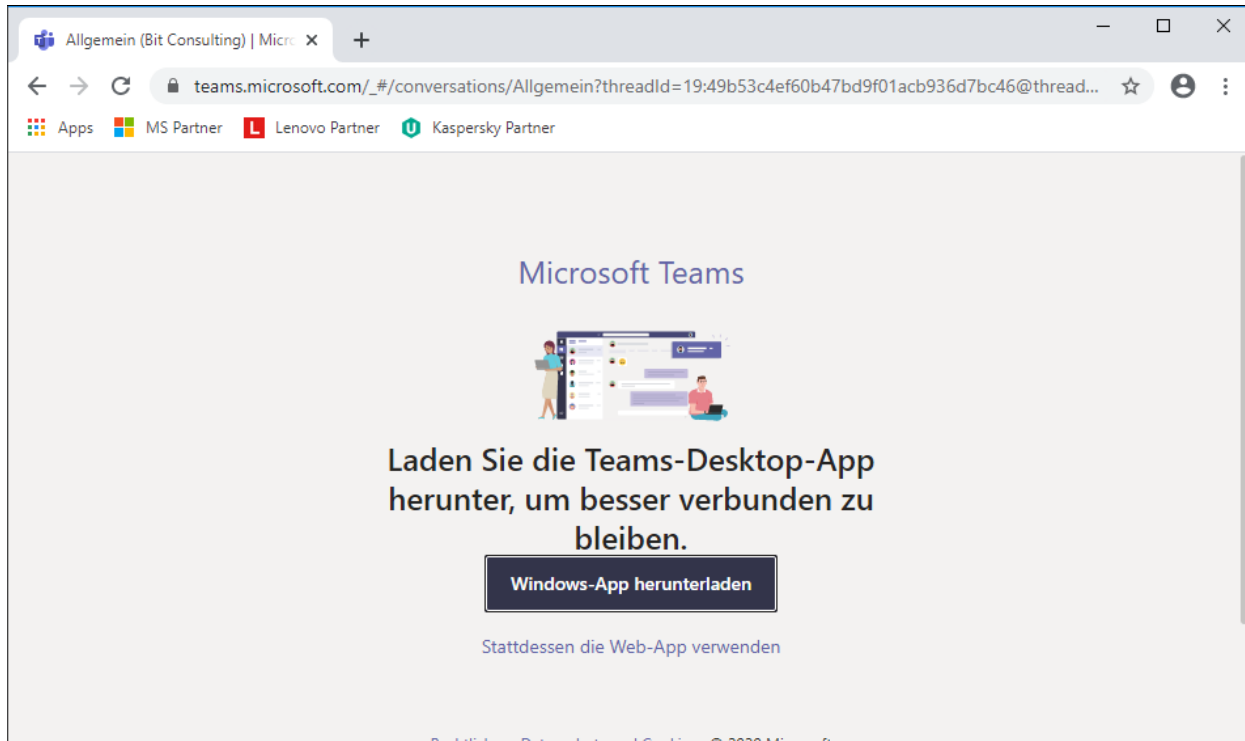 Allgemein (Bit Consulting) | Micr
teams.microsoft.com/_#/conversations/Allgemein?threadId=19:49b53c4ef60b47bd9f01acb936d7bc46@thread...
Apps MS Partner L Lenovo Partner U Kaspersky Partner
Microsoft Teams
Laden Sie die Teams-Desktop-App
herunter, um besser verbunden zu
bleiben.
Windows-App herunterladen
Stattdessen die Web-App verwenden